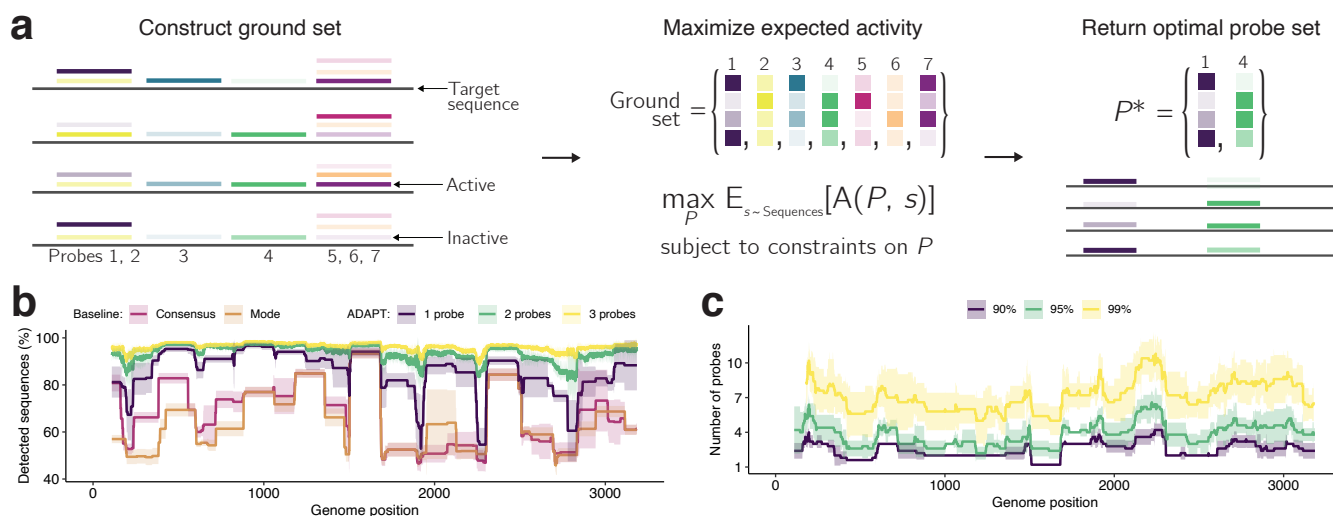 a
Construct ground set
Target
sequence
Active
Inactive
Probes 1, 2
3
4
5, 6, 7
Maximize expected activity
1 2 3 4 5 6 7
Ground
set
= { , , , , , , }
max E [A(P, s)]
P s ~ Sequences
subject to constraints on P
Return optimal probe set
1 4
P* = { , }
b
Baseline: Consensus Mode ADAPT: 1 probe 2 probes 3 probes
Detected sequences (%)
100
80
60
40
0 1000 2000 3000
Genome position
c
90% 95% 99%
Number of probes
10
7
4
1
0 1000 2000 3000
Genome position